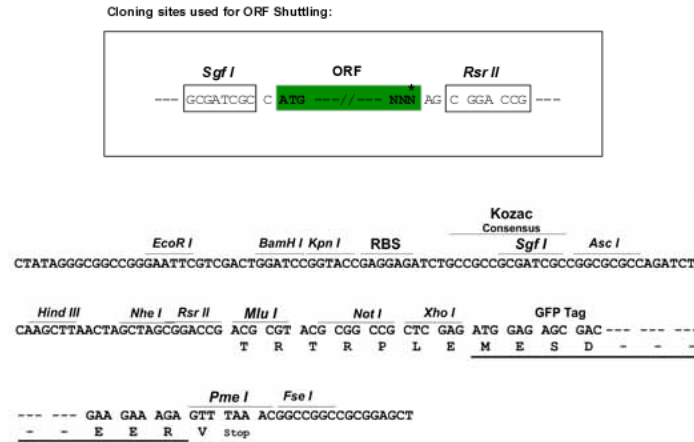 Cloning sites used for ORF Shuttling:
Sgf I ORF Rsr II
--- GCGATCGC C ATG ---//--- NNN* AG C GGA CCG ---
Kozac
Consensus
EcoR I BamH I Kpn I RBS Sgf I Asc I
CTATAGGGCGGCCGGGAATTCGTCGACTGGATCCGGTACCGAGGAGATCTGCCGCCGCGATCGCCGGCGCGCCAGATCT
Hind III Nhe I Rsr II Mlu I Not I Xho I GFP Tag
CAAGCTTAACTAGCTAGCGGACCG ACG CGT ACG CGG CCG CTC GAG ATG GAG AGC GAC --- --- ---
T R T R P L E M E S D - - -
Pme I Fse I
--- --- GAA GAA AGA GTT TAA ACGGCCGGCCGCGGAGCT
- - E E R V Stop